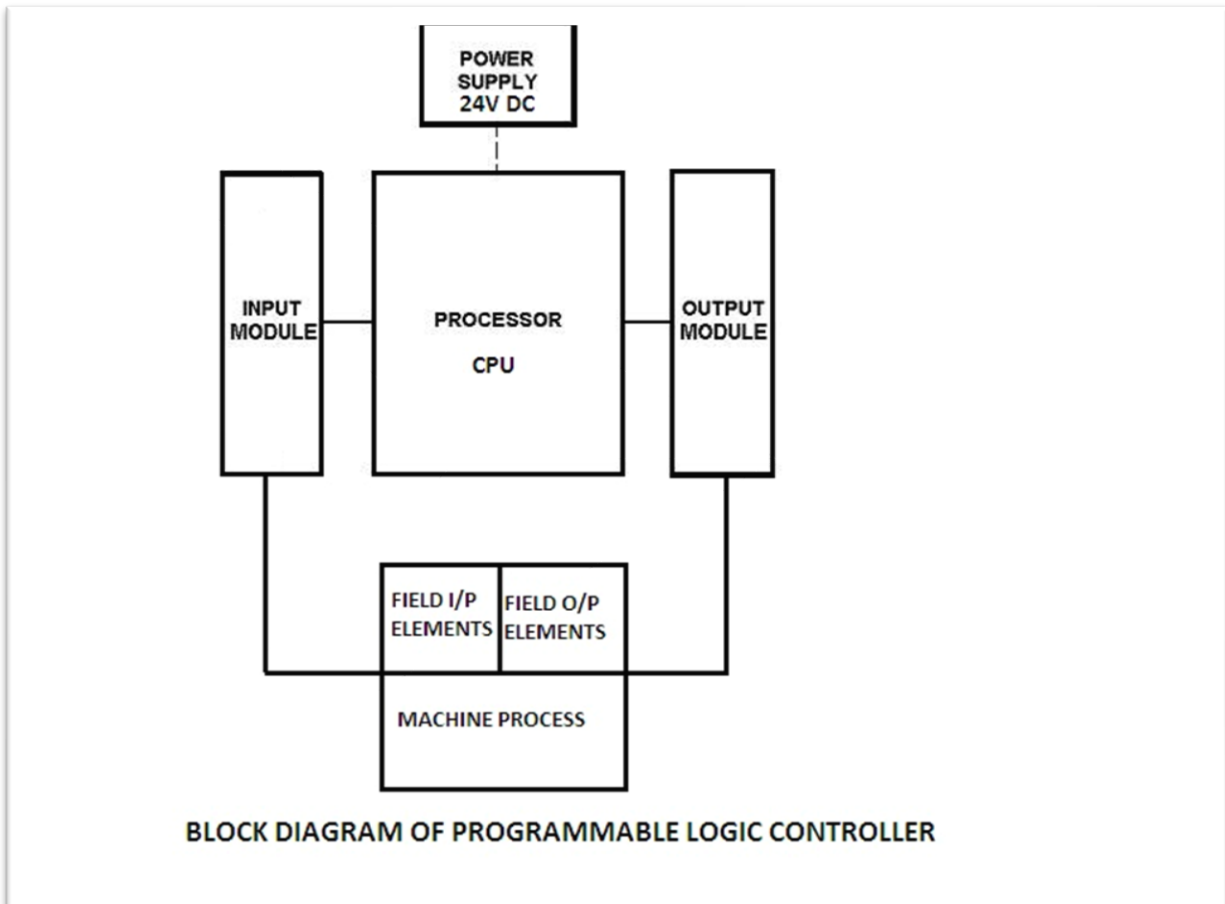 POWER
SUPPLY
24V DC
INPUT
MODULE
PROCESSOR
CPU
OUTPUT
MODULE
FIELD I/P
ELEMENTS
FIELD O/P
ELEMENTS
MACHINE PROCESS
BLOCK DIAGRAM OF PROGRAMMABLE LOGIC CONTROLLER